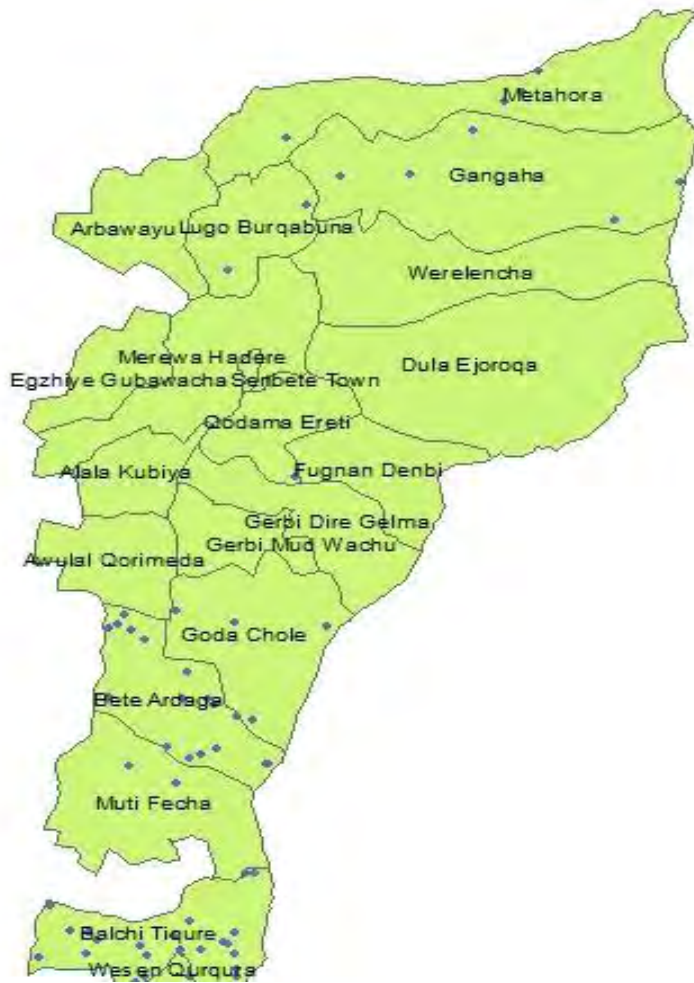 Metahora
Gangaha
Arbawayu Lugo Burqabuna
Werelencha
Merewa Hadere
Dula Ejoroqa
Egzhiye Gubawacha Senbete Town
Qodama Ereti
Alala Kubiya
Fugnan Denbi
Gerbi Dire Gelma
Gerbi Mud Wachu
Awulal Qorimeda
Goda Chole
Bete Ardaga
Muti Fecha
Balchi Tiqure
Wesen Qurqura